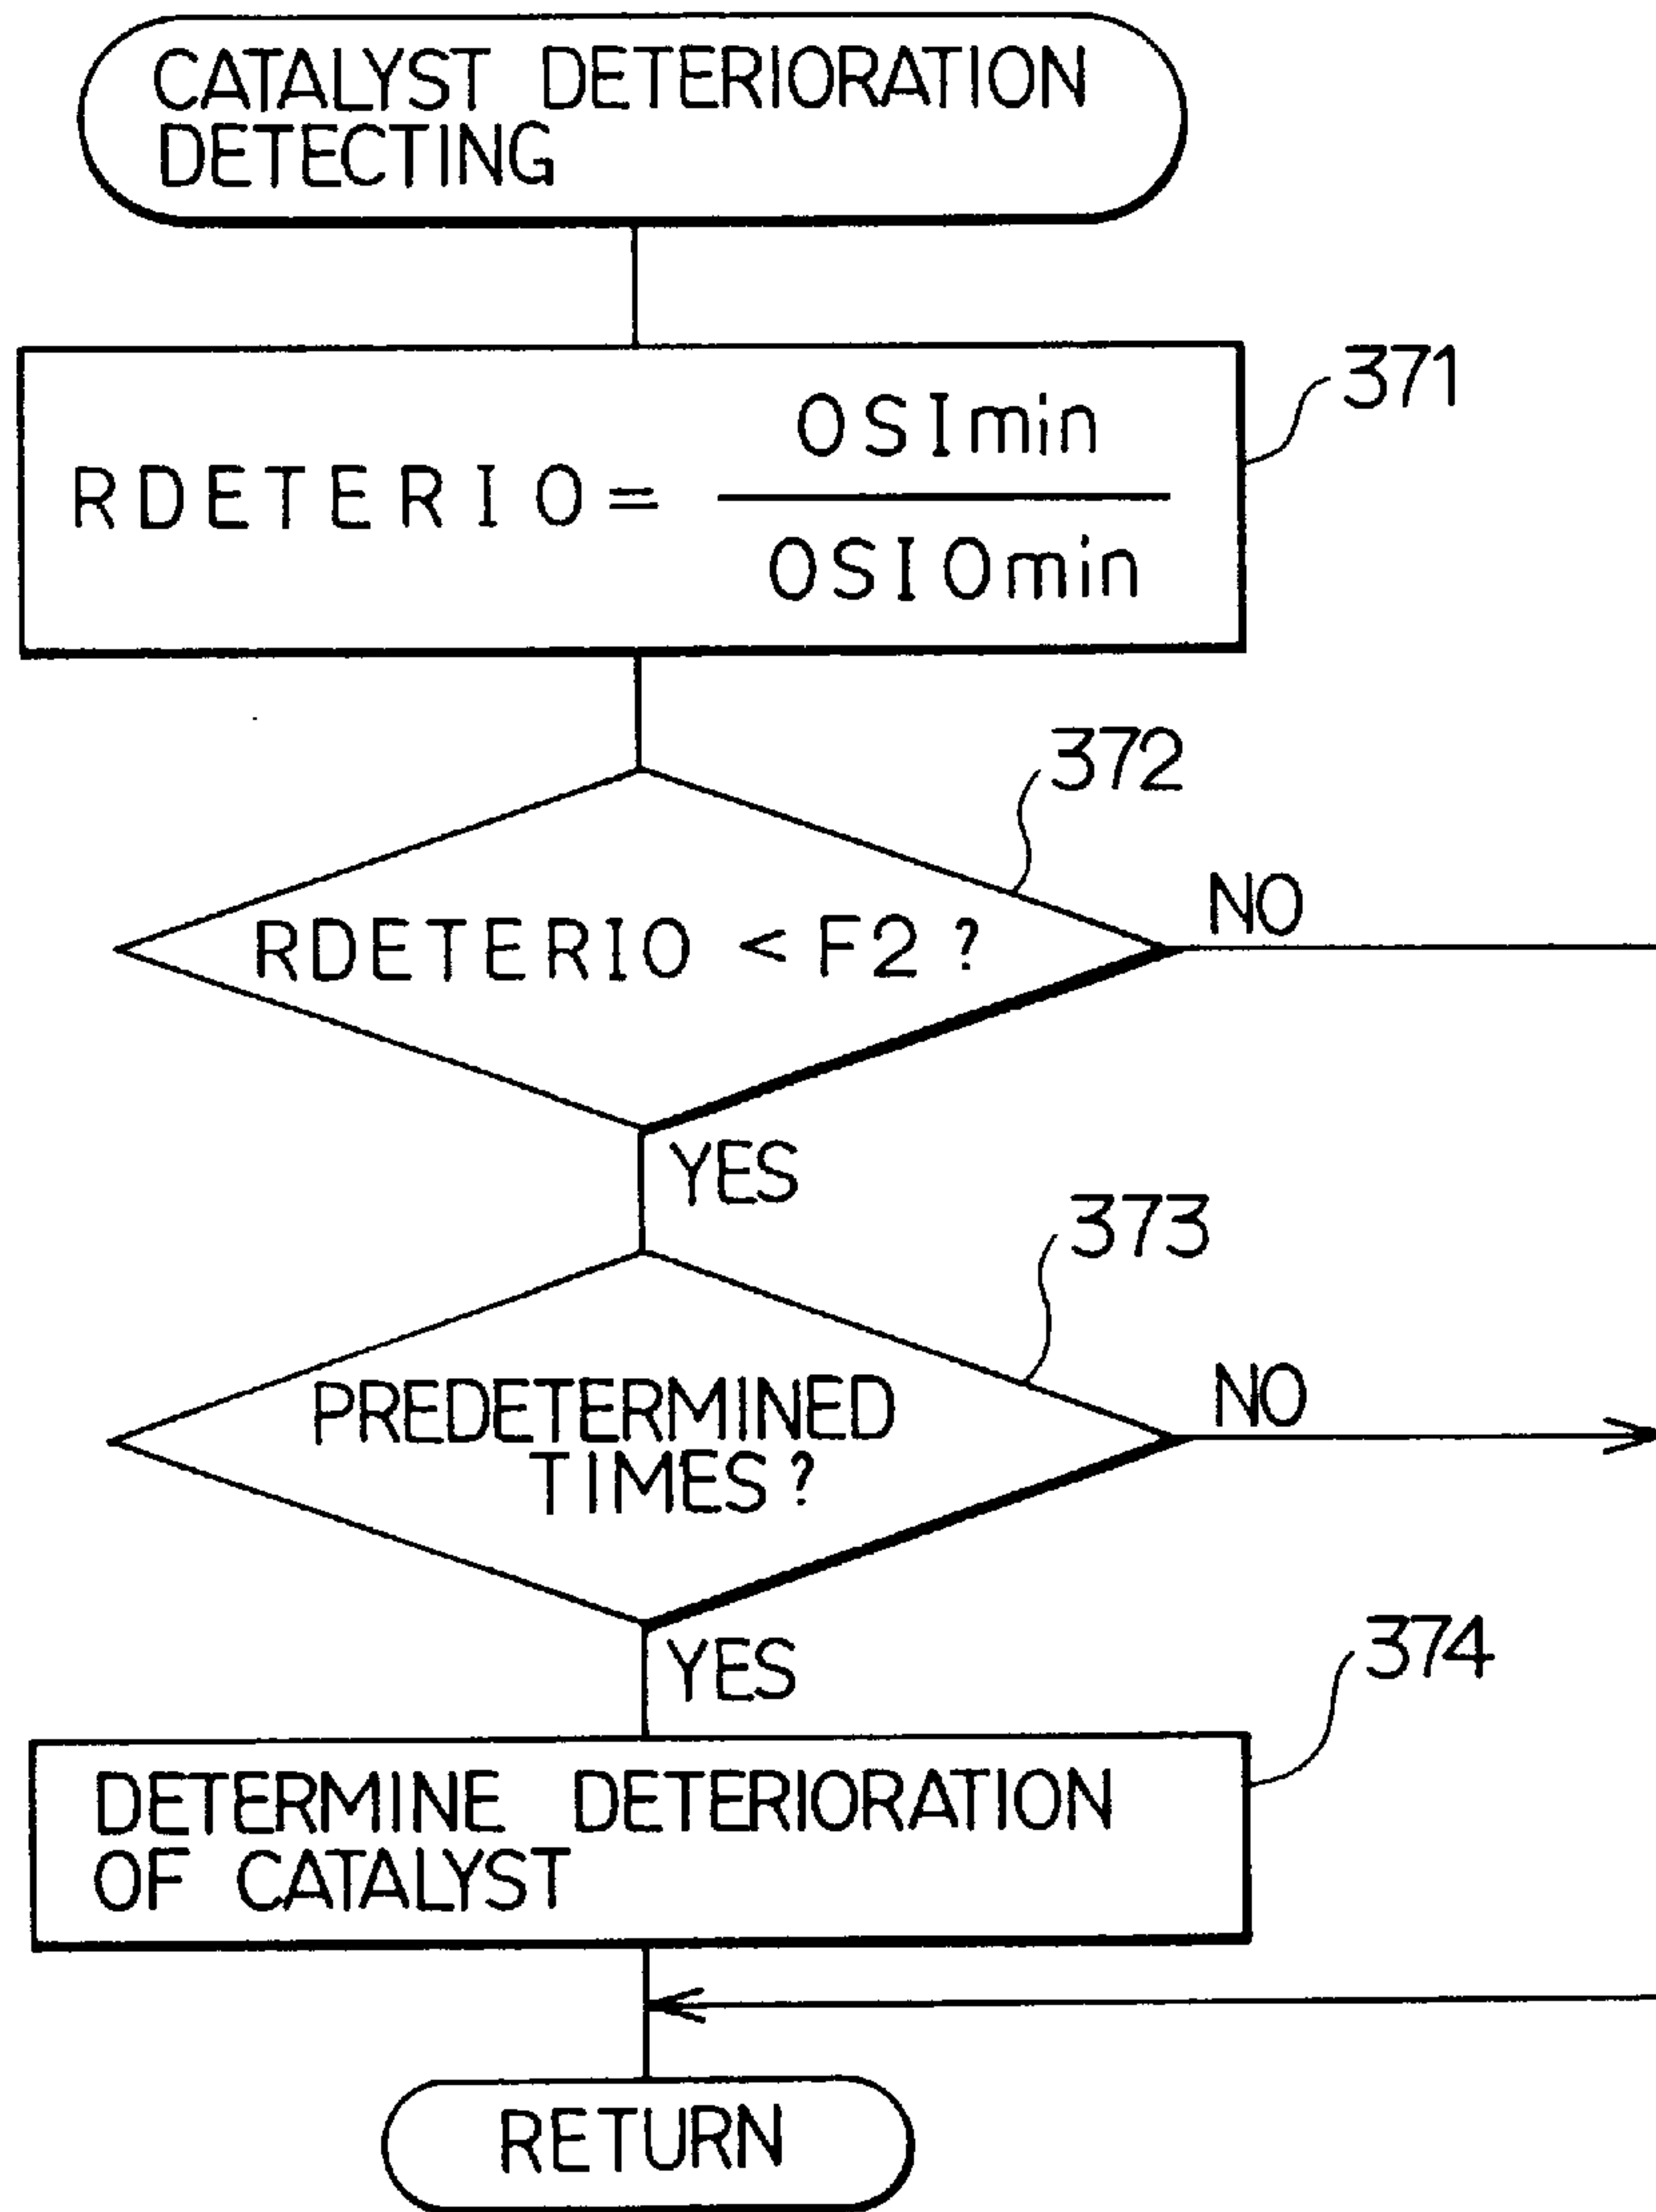 CATALYST DETERIORATION
DETECTING
371
OSImin
RDETERIO=
OSIOmin
372
NO
RDETERIO < F2 ?
YES
373
NO
PREDETERMINED
TIMES?
YES
374
DETERMINE DETERIORATION
OF CATALYST
RETURN